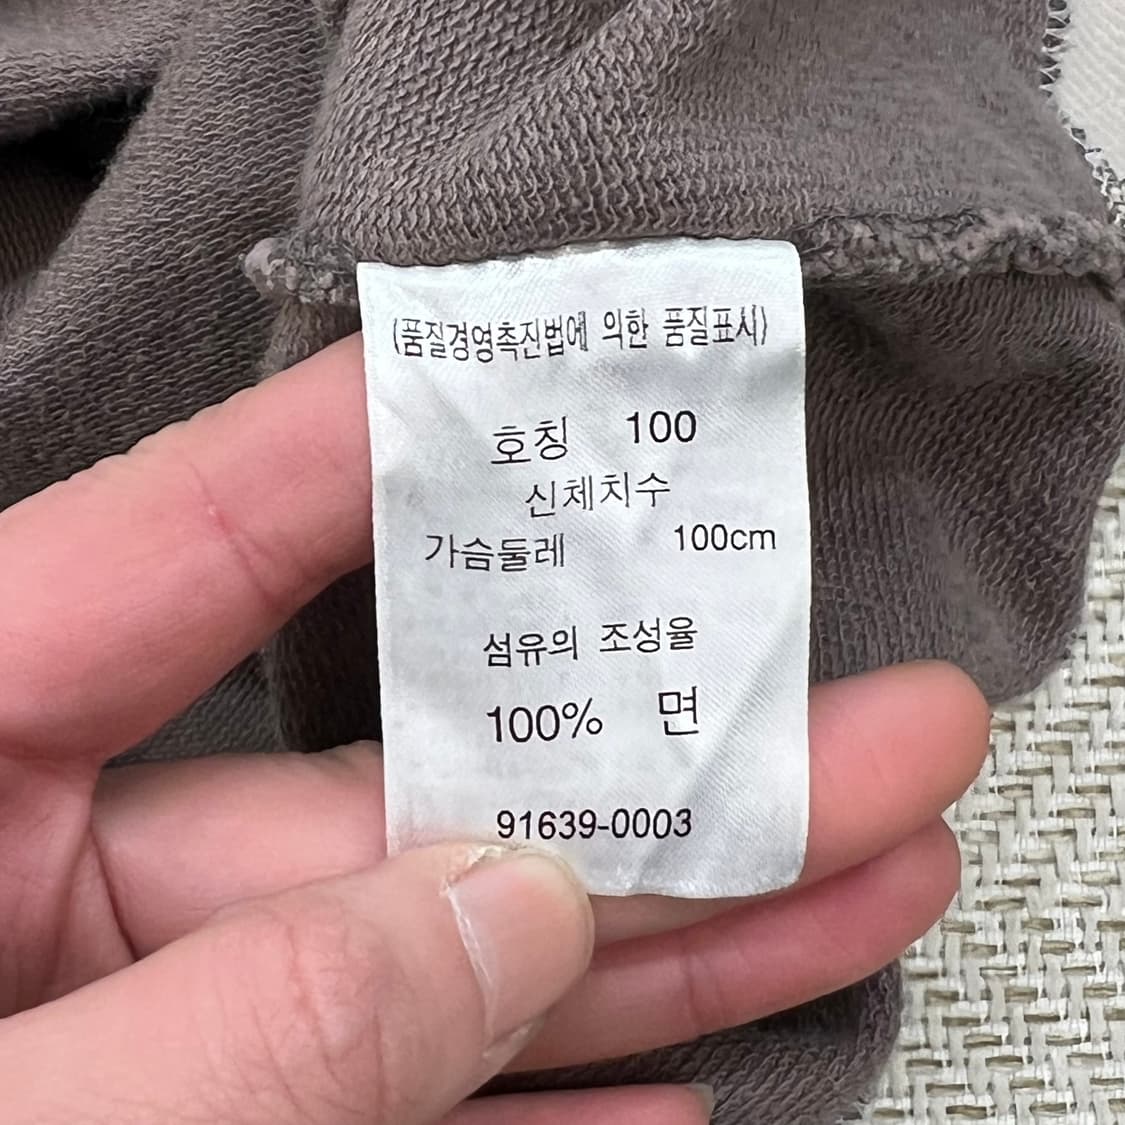 (품질경영촉진법에 의한 품질표시)
호칭 100
신체치수
가슴둘레 100cm
섬유의 조성율
100% 면
91639-0003